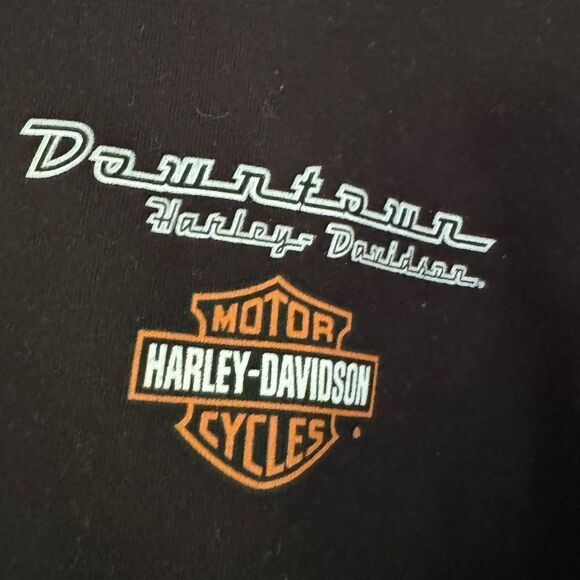 Downtown
Harley-Davidson.
MOTOR
HARLEY-DAVIDSON
CYCLES